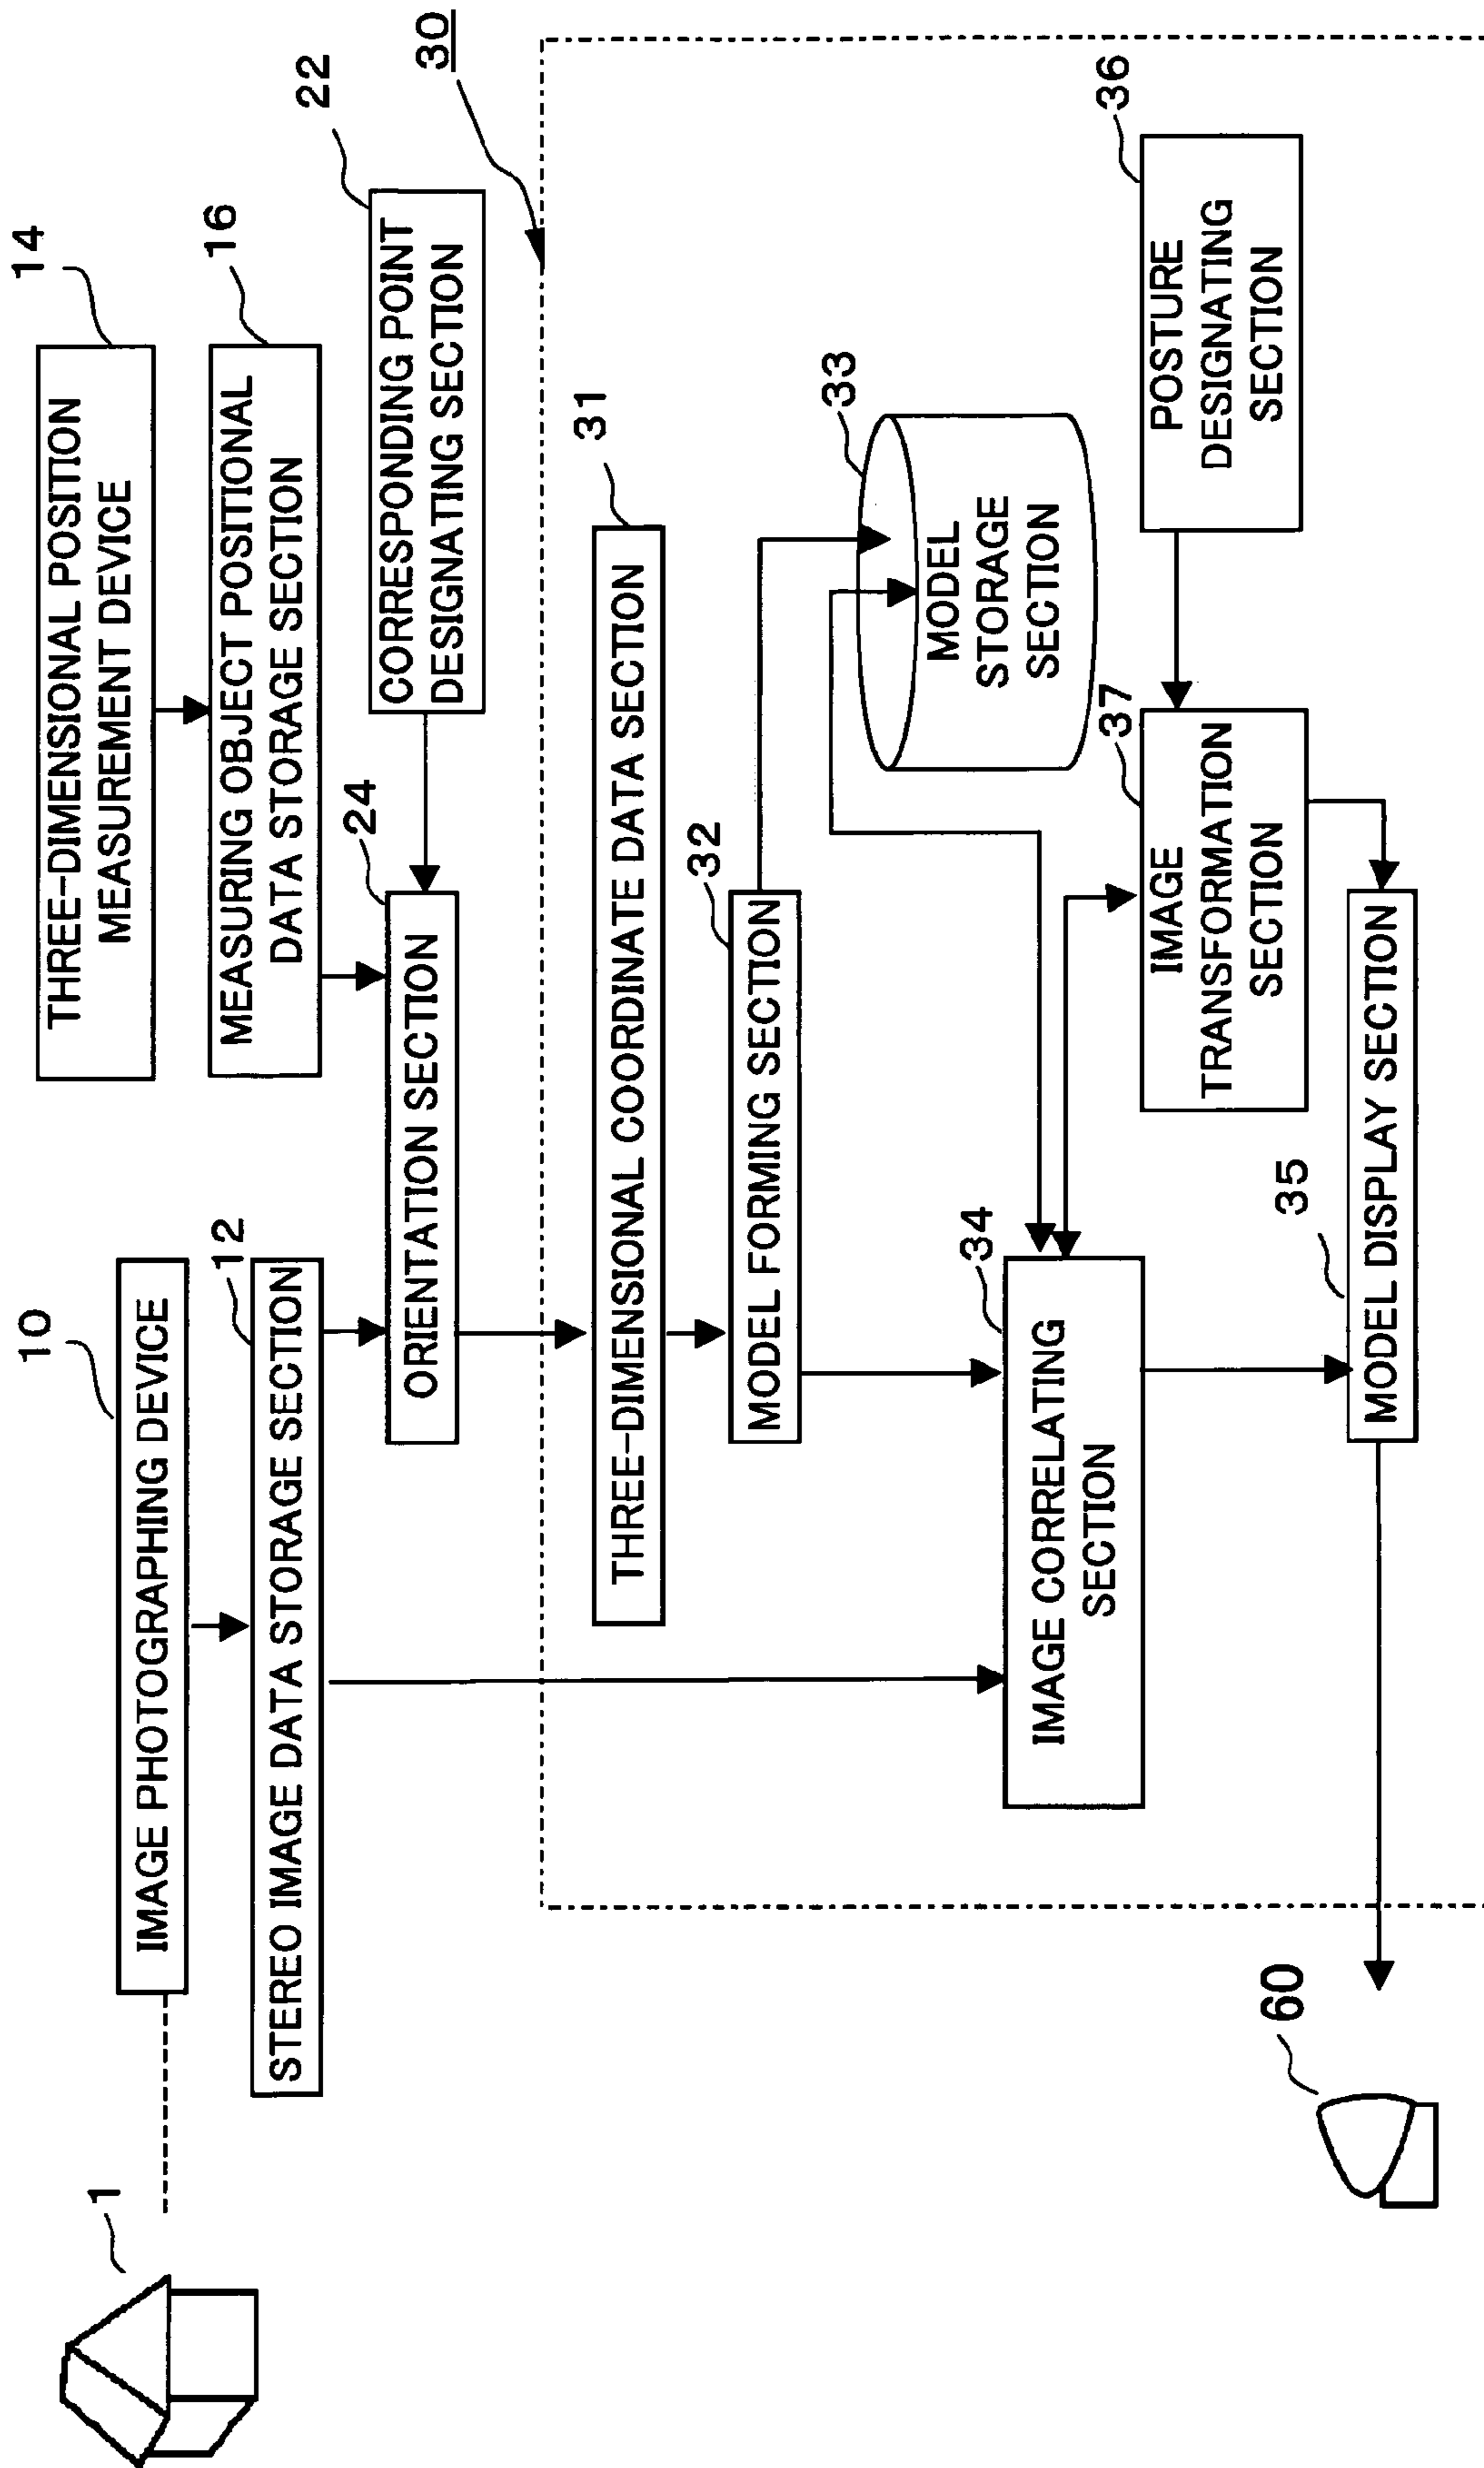 1
10
IMAGE PHOTOGRAPHING DEVICE
12
STEREO IMAGE DATA STORAGE SECTION
14
THREE-DIMENSIONAL POSITION
MEASUREMENT DEVICE
16
MEASURING OBJECT POSITIONAL
DATA STORAGE SECTION
22
CORRESPONDING POINT
DESIGNATING SECTION
24
ORIENTATION SECTION
30
31
THREE-DIMENSIONAL COORDINATE DATA SECTION
32
MODEL FORMING SECTION
33
MODEL
STORAGE
SECTION
34
IMAGE CORRELATING
SECTION
37
IMAGE
TRANSFORMATION
SECTION
36
POSTURE
DESIGNATING
SECTION
35
MODEL DISPLAY SECTION
60